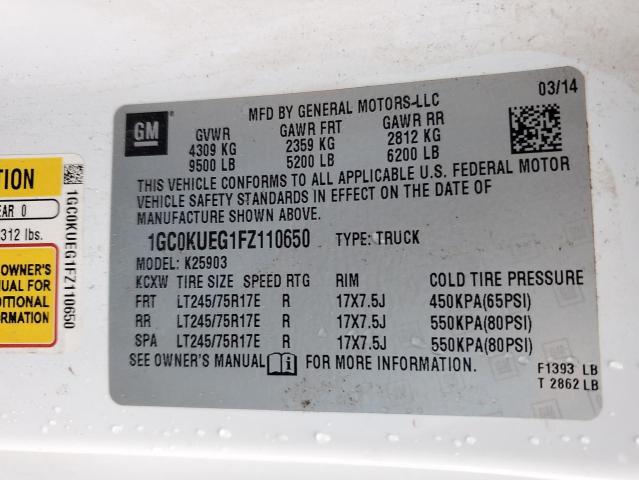 03/14
MFD BY GENERAL MOTORS-LLC
GM
GVWR GAWR FRT GAWR RR
4309 KG 2359 KG 2812 KG
9500 LB 5200 LB 6200 LB
THIS VEHICLE CONFORMS TO ALL APPLICABLE U.S. FEDERAL MOTOR
VEHICLE SAFETY STANDARDS IN EFFECT ON THE DATE OF
MANUFACTURE SHOWN ABOVE.
1GC0KUEG1FZ110650 TYPE: TRUCK
MODEL: K25903
KCXW TIRE SIZE SPEED RTG RIM COLD TIRE PRESSURE
FRT LT245/75R17E R 17X7.5J 450KPA(65PSI)
RR LT245/75R17E R 17X7.5J 550KPA(80PSI)
SPA LT245/75R17E R 17X7.5J 550KPA(80PSI)
SEE OWNER'S MANUAL FOR MORE INFORMATION.
F1393 LB
T 2862 LB
TION
EAR 0
312 lbs.
OWNER'S
NUAL FOR
DITIONAL
ORMATION
1GC0KUEG1FZ110650